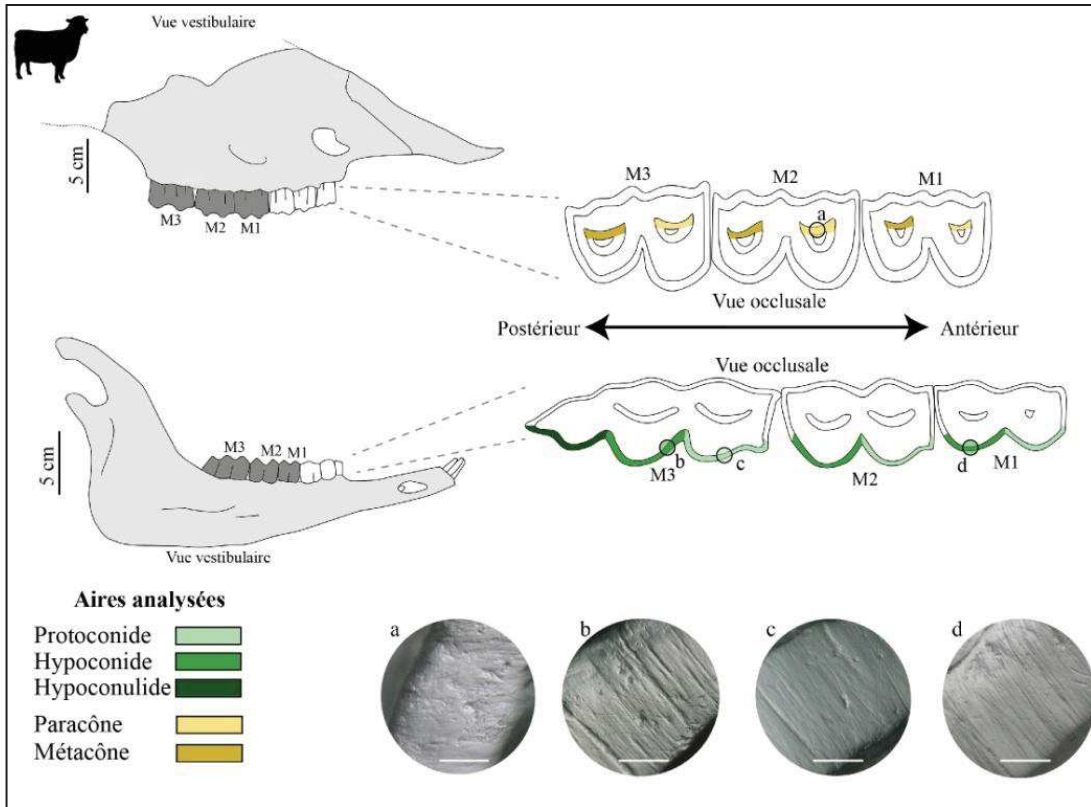 Vue vestibulaire
5 cm
M3
M2
M1
M3
M2
M1
a
Vue occlusale
Postérieur
Antérieur
Vue occlusale
5 cm
M3
M2
M1
b
M3
c
M2
d
M1
Vue vestibulaire
Aires analysées
Protoconide
Hypoconide
Hypoconulide
Paracône
Métacône
a
b
c
d